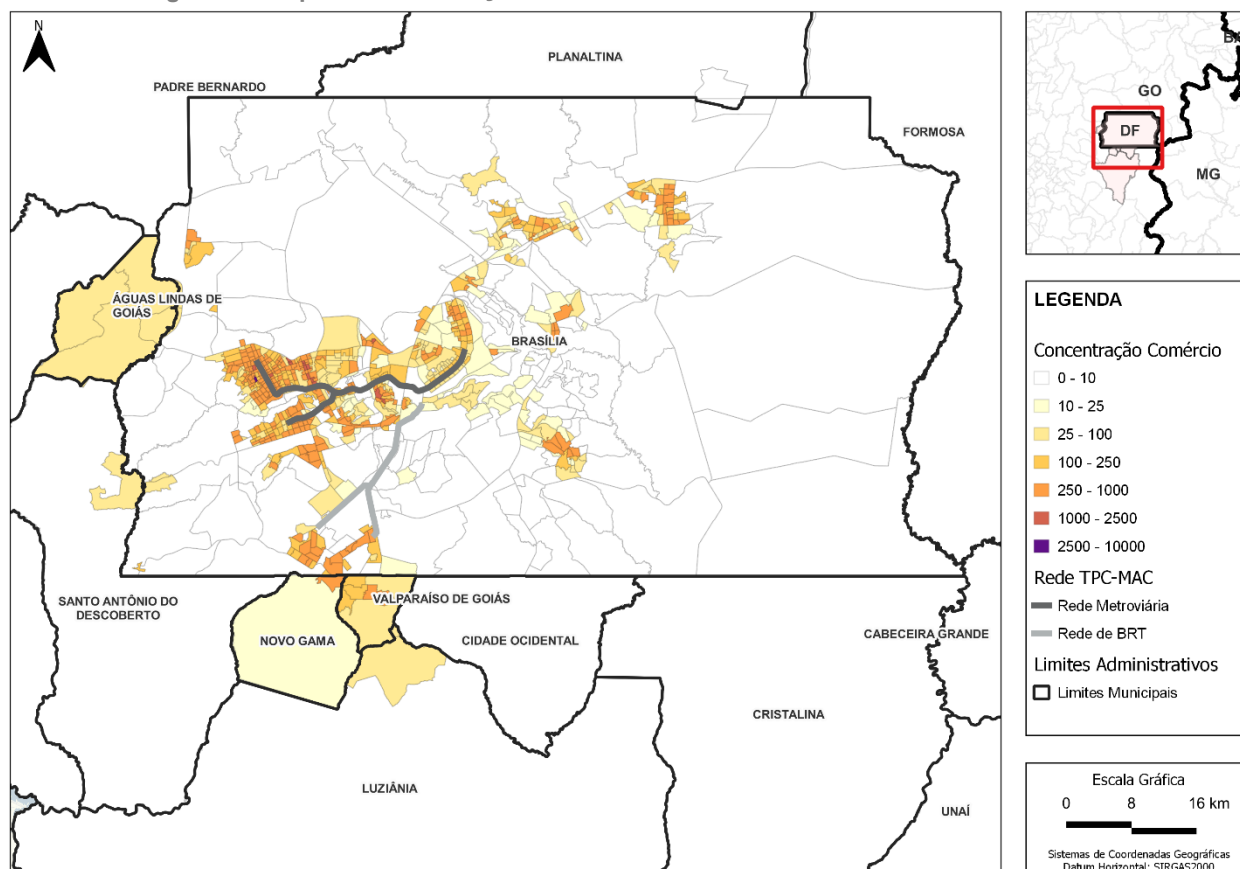 N
PLANALTINA
PADRE BERNARDO
FORMOSA
ÁGUAS LINDAS DE
GOIÁS
BRASÍLIA
SANTO ANTÔNIO DO
DESCOBERTO
VALPARAÍSO DE GOIÁS
NOVO GAMA
CIDADE OCIDENTAL
CABECEIRA GRANDE
CRISTALINA
LUZIÂNIA
UNAÍ
GO
DF
MG
LEGENDA
Concentração Comércio
0 - 10
10 - 25
25 - 100
100 - 250
250 - 1000
1000 - 2500
2500 - 10000
Rede TPC-MAC
Rede Metroviária
Rede de BRT
Limites Administrativos
Limites Municipais
Escala Gráfica
0 8 16 km
Sistemas de Coordenadas Geográficas
Datum Horizontal: SIRGAS2000